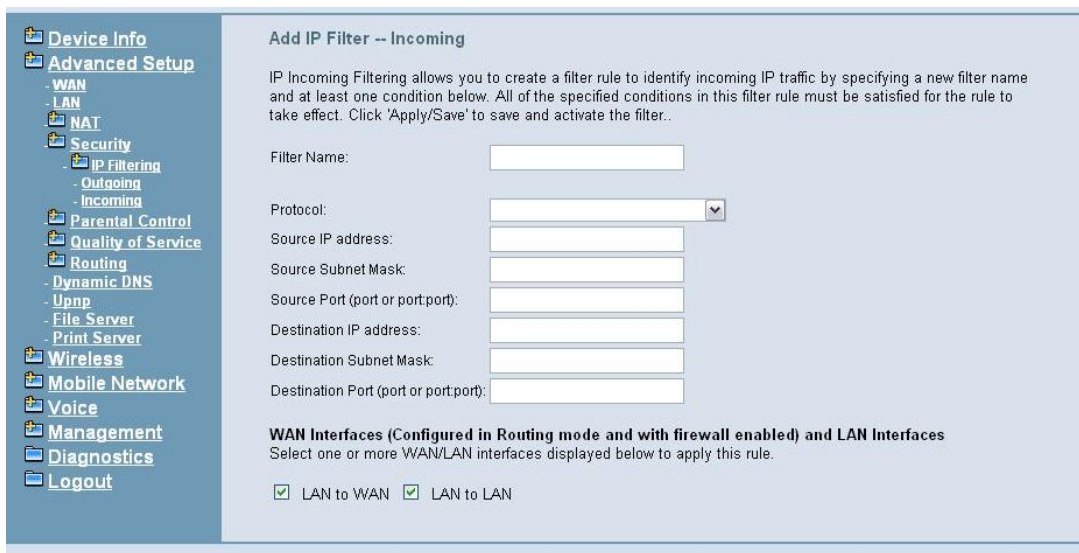 Device Info
Advanced Setup
- WAN
- LAN
NAT
Security
- IP Filtering
- Outgoing
- Incoming
Parental Control
Quality of Service
Routing
- Dynamic DNS
- Upnp
- File Server
- Print Server
Wireless
Mobile Network
Voice
Management
Diagnostics
Logout
Add IP Filter -- Incoming
IP Incoming Filtering allows you to create a filter rule to identify incoming IP traffic by specifying a new filter name
and at least one condition below. All of the specified conditions in this filter rule must be satisfied for the rule to
take effect. Click 'Apply/Save' to save and activate the filter..
Filter Name:
Protocol:
Source IP address:
Source Subnet Mask:
Source Port (port or port:port):
Destination IP address:
Destination Subnet Mask:
Destination Port (port or port:port):
WAN Interfaces (Configured in Routing mode and with firewall enabled) and LAN Interfaces
Select one or more WAN/LAN interfaces displayed below to apply this rule.
LAN to WAN LAN to LAN